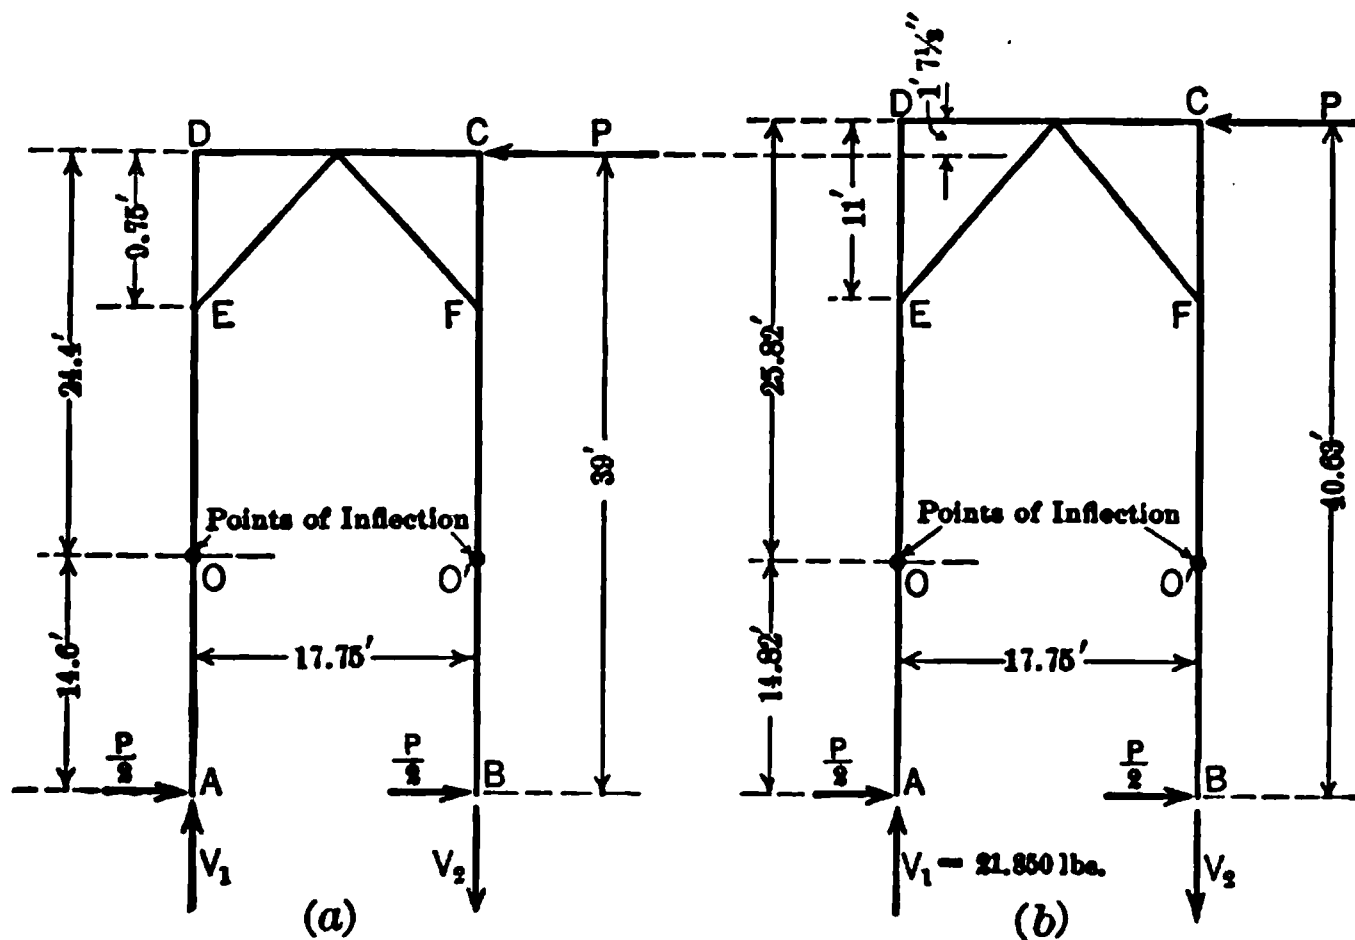 D C P
9.75'
24.4'
E F
39'
Points of Inflection
O O'
14.6'
17.75'
P/2 A P/2 B
V₁ V₂
(a)
1' 7½"
D C P
11'
25.82'
E F
40.63'
Points of Inflection
O O'
14.82'
17.75'
P/2 A P/2 B
V₁ = 21.850 lbs. V₂
(b)